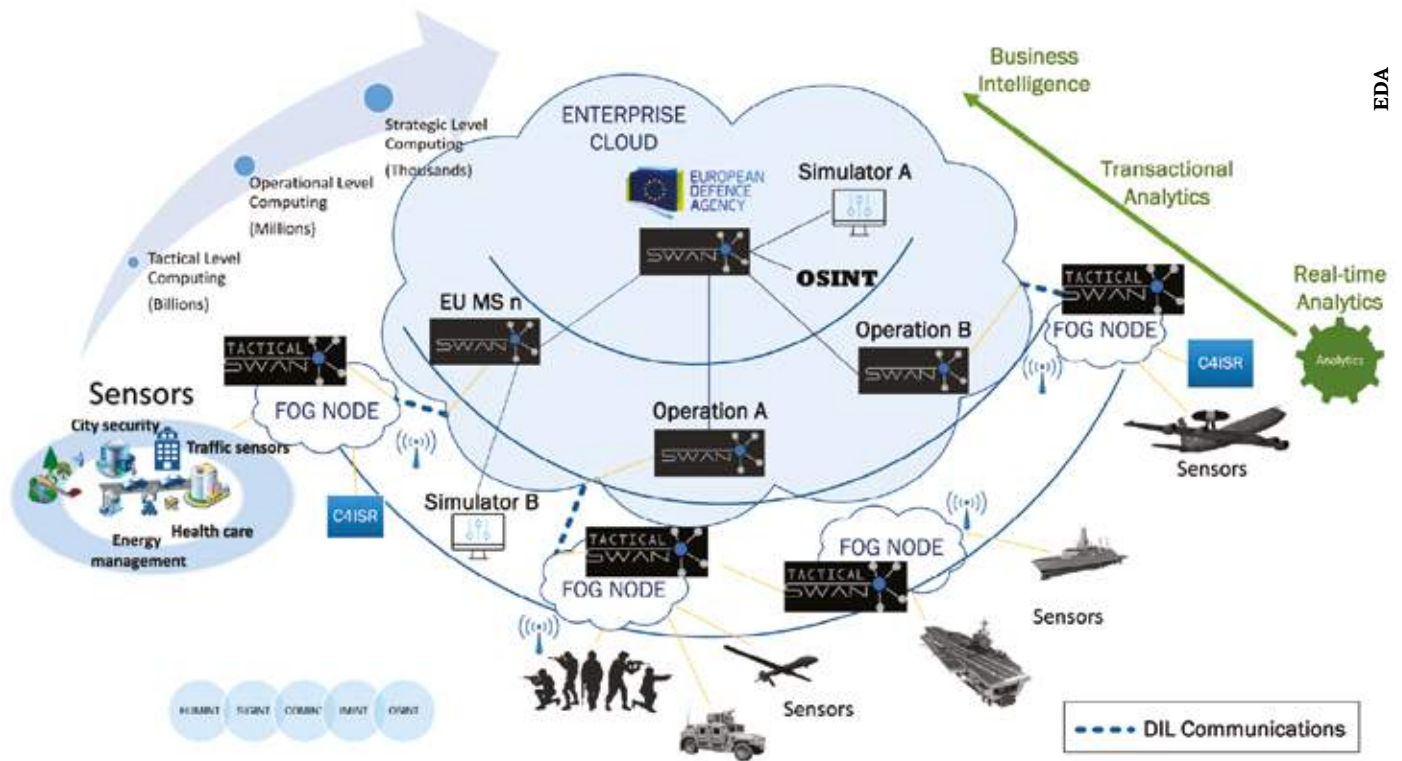 EDA
Business
Intelligence
Transactional
Analytics
Real-time
Analytics
Analytics
Strategic Level
Computing
(Thousands)
Operational Level
Computing
(Millions)
Tactical Level
Computing
(Billions)
ENTERPRISE
CLOUD
EUROPEAN
DEFENCE
AGENCY
Simulator A
SWAN
OSINT
EU MS n
SWAN
Operation B
SWAN
Operation A
SWAN
TACTICAL
SWAN
FOG NODE
C4ISR
Sensors
TACTICAL
SWAN
FOG NODE
C4ISR
Sensors
City security
Traffic sensors
Health care
Energy
management
Simulator B
TACTICAL
SWAN
FOG NODE
Sensors
FOG NODE
TACTICAL
SWAN
Sensors
HUMINT
SIGINT
COMINT
IMINT
OSINT
DIL Communications